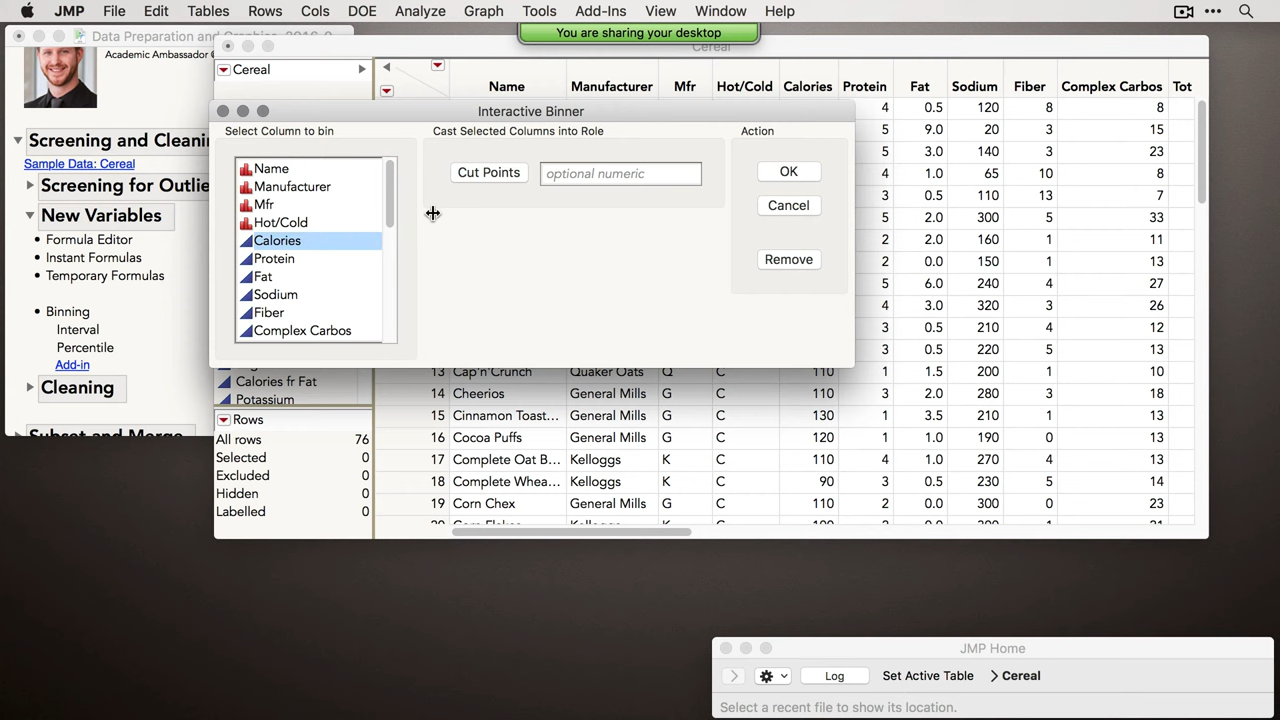 JMP File Edit Tables Rows Cols DOE Analyze Graph Tools Add-Ins View Window Help
You are sharing your desktop
Data Preparation and
Academic Ambassador
Screening and Cleaning
Sample Data: Cereal
Screening for Outlie
New Variables
Formula Editor
Instant Formulas
Temporary Formulas
Binning
Interval
Percentile
Add-in
Cleaning
Subset and Merge
Cereal
Cereal
Name Manufacturer Mfr Hot/Cold Calories Protein Fat Sodium Fiber Complex Carbos Tot
4 0.5 120 8 8
5 9.0 20 3 15
5 3.0 140 3 23
4 1.0 65 10 8
3 0.5 110 13 7
5 2.0 300 5 33
2 2.0 160 1 11
2 0.0 150 1 13
5 6.0 240 4 27
4 3.0 320 3 26
3 0.5 210 4 12
3 0.5 220 5 13
13 Cap'n'Crunch Quaker Oats Q C 110 1 1.5 200 1 10
14 Cheerios General Mills G C 110 3 2.0 280 3 18
15 Cinnamon Toast... General Mills G C 130 1 3.5 210 1 13
16 Cocoa Puffs General Mills G C 120 1 1.0 190 0 13
17 Complete Oat B... Kelloggs K C 110 4 1.0 270 4 13
18 Complete Whea... Kelloggs K C 90 3 0.5 230 5 14
19 Corn Chex General Mills G C 110 2 0.0 300 0 23
Interactive Binner
Select Column to bin
Name
Manufacturer
Mfr
Hot/Cold
Calories
Protein
Fat
Sodium
Fiber
Complex Carbos
Cast Selected Columns into Role
Cut Points optional numeric
Action
OK
Cancel
Remove
Calories fr Fat
Potassium
Rows
All rows 76
Selected 0
Excluded 0
Hidden 0
Labelled 0
JMP Home
Log Set Active Table Cereal
Select a recent file to show its location.